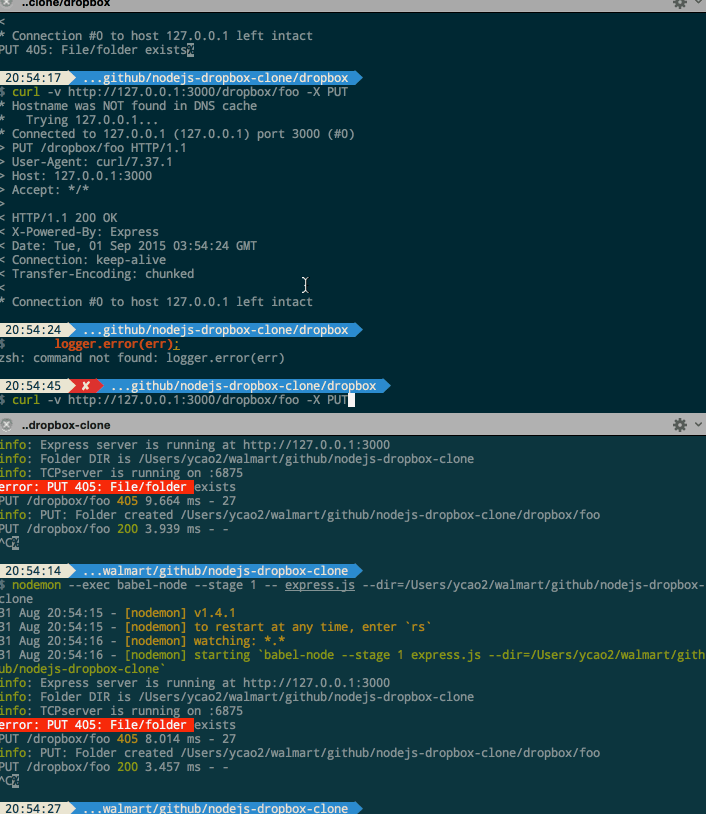 ..clone/dropbox
<
* Connection #0 to host 127.0.0.1 left intact
PUT 405: File/folder exists%
20:54:17 ...github/nodejs-dropbox-clone/dropbox
$ curl -v http://127.0.0.1:3000/dropbox/foo -X PUT
* Hostname was NOT found in DNS cache
*   Trying 127.0.0.1...
* Connected to 127.0.0.1 (127.0.0.1) port 3000 (#0)
> PUT /dropbox/foo HTTP/1.1
> User-Agent: curl/7.37.1
> Host: 127.0.0.1:3000
> Accept: */*
>
< HTTP/1.1 200 OK
< X-Powered-By: Express
< Date: Tue, 01 Sep 2015 03:54:24 GMT
< Connection: keep-alive
< Transfer-Encoding: chunked
<
* Connection #0 to host 127.0.0.1 left intact
20:54:24 ...github/nodejs-dropbox-clone/dropbox
$       logger.error(err);
zsh: command not found: logger.error(err)
20:54:45 ✘ ...github/nodejs-dropbox-clone/dropbox
$ curl -v http://127.0.0.1:3000/dropbox/foo -X PUT
..dropbox-clone
info: Express server is running at http://127.0.0.1:3000
info: Folder DIR is /Users/ycao2/walmart/github/nodejs-dropbox-clone
info: TCPserver is running on :6875
error: PUT 405: File/folder exists
PUT /dropbox/foo 405 9.664 ms - 27
info: PUT: Folder created /Users/ycao2/walmart/github/nodejs-dropbox-clone/dropbox/foo
PUT /dropbox/foo 200 3.939 ms - -
^C%
20:54:14 ...walmart/github/nodejs-dropbox-clone
$ nodemon --exec babel-node --stage 1 -- express.js --dir=/Users/ycao2/walmart/github/nodejs-dropbox-
clone
31 Aug 20:54:15 - [nodemon] v1.4.1
31 Aug 20:54:15 - [nodemon] to restart at any time, enter `rs`
31 Aug 20:54:16 - [nodemon] watching: *.*
31 Aug 20:54:16 - [nodemon] starting `babel-node --stage 1 express.js --dir=/Users/ycao2/walmart/gith
ub/nodejs-dropbox-clone`
info: Express server is running at http://127.0.0.1:3000
info: Folder DIR is /Users/ycao2/walmart/github/nodejs-dropbox-clone
info: TCPserver is running on :6875
error: PUT 405: File/folder exists
PUT /dropbox/foo 405 8.014 ms - 27
info: PUT: Folder created /Users/ycao2/walmart/github/nodejs-dropbox-clone/dropbox/foo
PUT /dropbox/foo 200 3.457 ms - -
^C%
20:54:27 ...walmart/github/nodejs-dropbox-clone